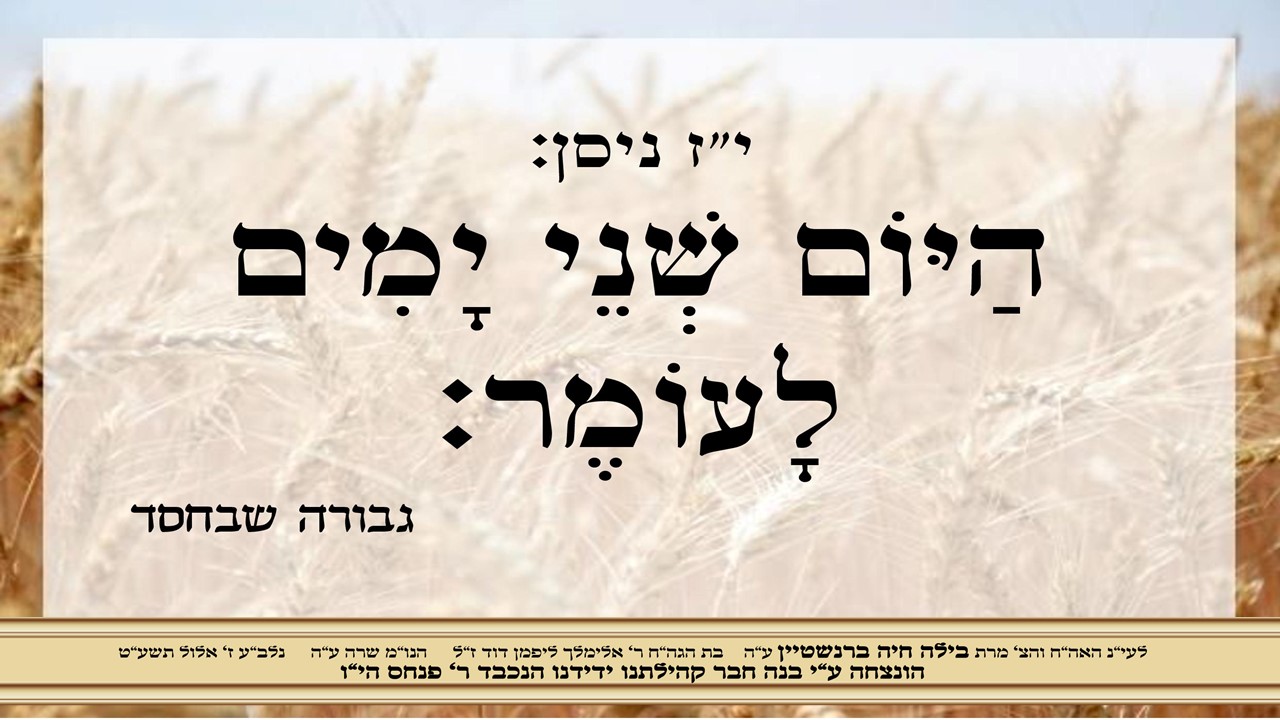 י״ז ניסן:
הַיּוֹם שְׁנֵי יָמִים
לָעוֹמֶר:
גבורה שבחסד
לעי״נ האה״ח והצ׳ מרת בילה חיה ברנשטיין ע״ה בת הגה״ח ר׳ אלימלך ליפמן דוד ז״ל הנו״מ שרה ע״ה נלב״ע ז׳ אלול תשע״ט
הונצחה ע״י בנה חבר קהילתנו ידידנו הנכבד ר׳ פנחס הי״ו